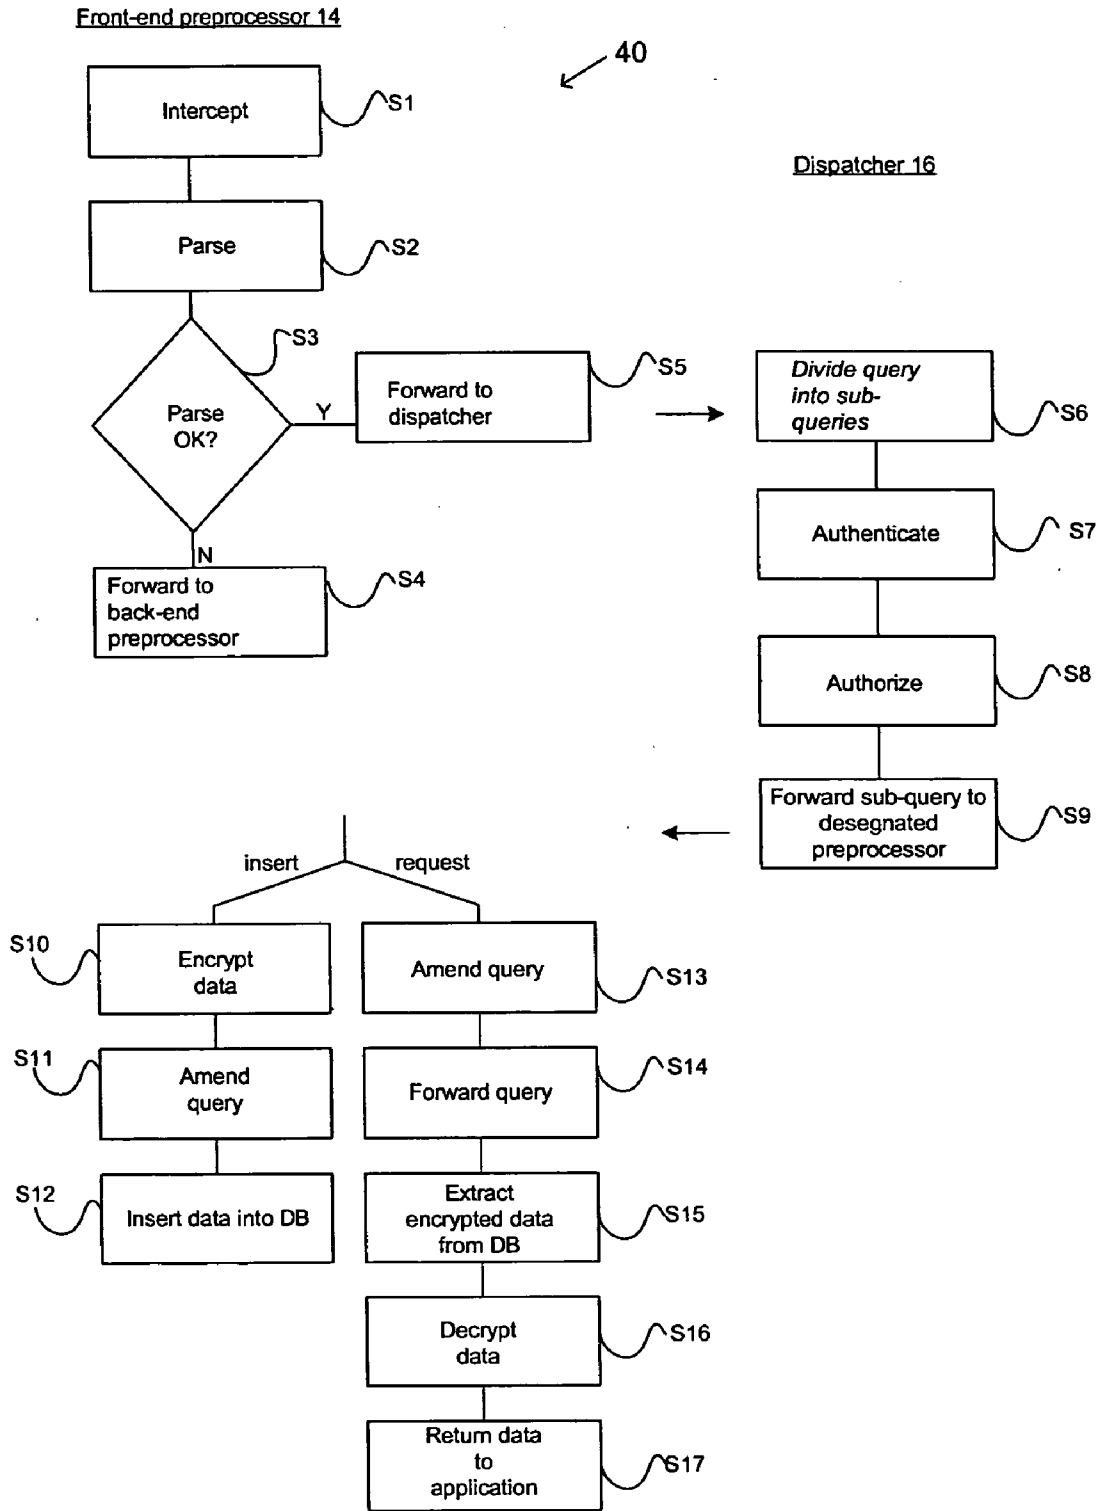 Front-end preprocessor 14
40
Intercept
S1
Dispatcher 16
Parse
S2
S3
Parse
OK?
Y
Forward to
dispatcher
S5
Divide query
into sub-
queries
S6
Authenticate
S7
N
Forward to
back-end
preprocessor
S4
Authorize
S8
Forward sub-query to
desegnated
preprocessor
S9
insert
request
S10
Encrypt
data
Amend query
S13
S11
Amend
query
Forward query
S14
S12
Insert data into DB
Extract
encrypted data
from DB
S15
Decrypt
data
S16
Return data
to
application
S17